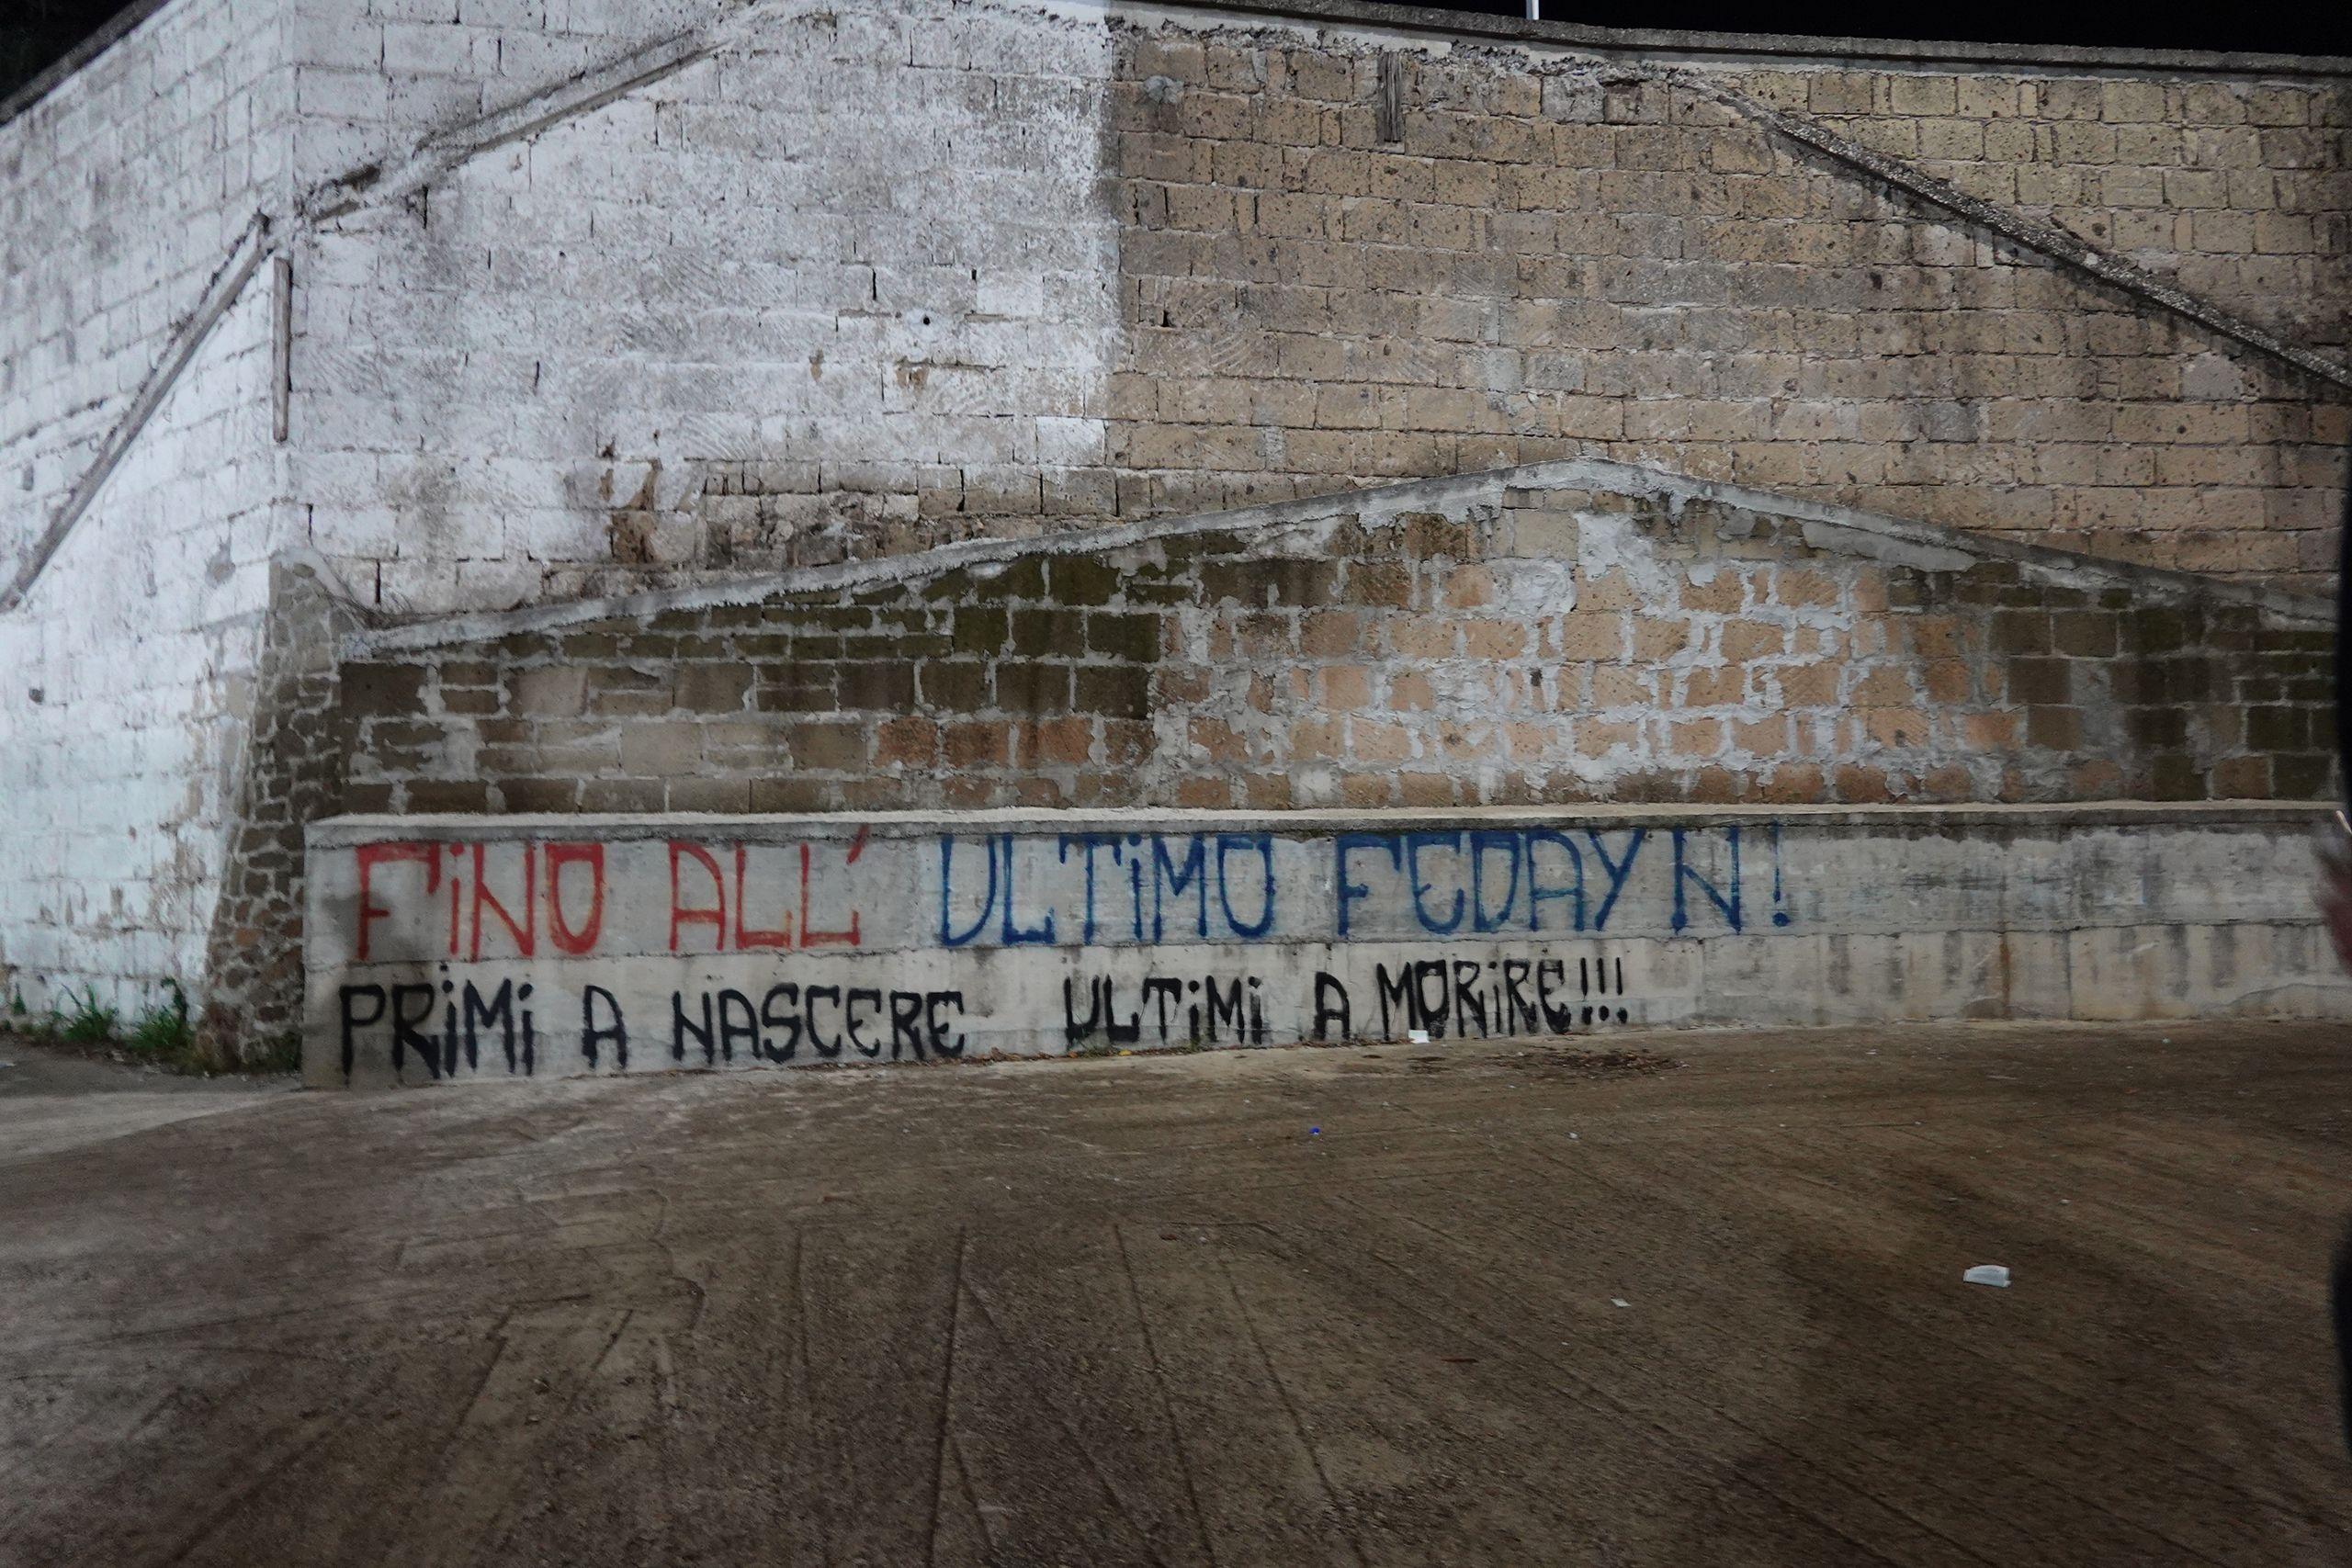 FiNO ALL' ULTiMO FEDAYN!
PRiMi A NASCERE ULTiMi A MORiRE!!!